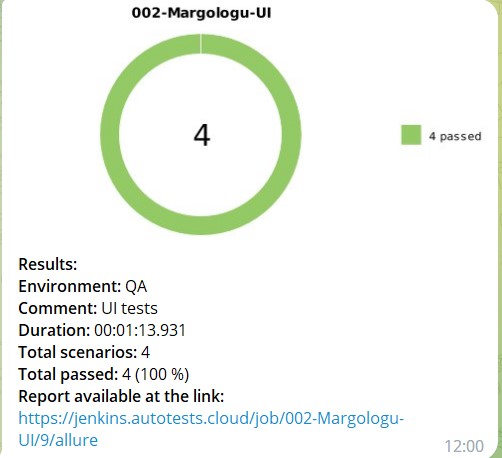 002-Margologu-UI
4
4 passed
Results:
Environment: QA
Comment: UI tests
Duration: 00:01:13.931
Total scenarios: 4
Total passed: 4 (100 %)
Report available at the link:
https://jenkins.autotests.cloud/job/002-Margologu-
UI/9/allure
12:00